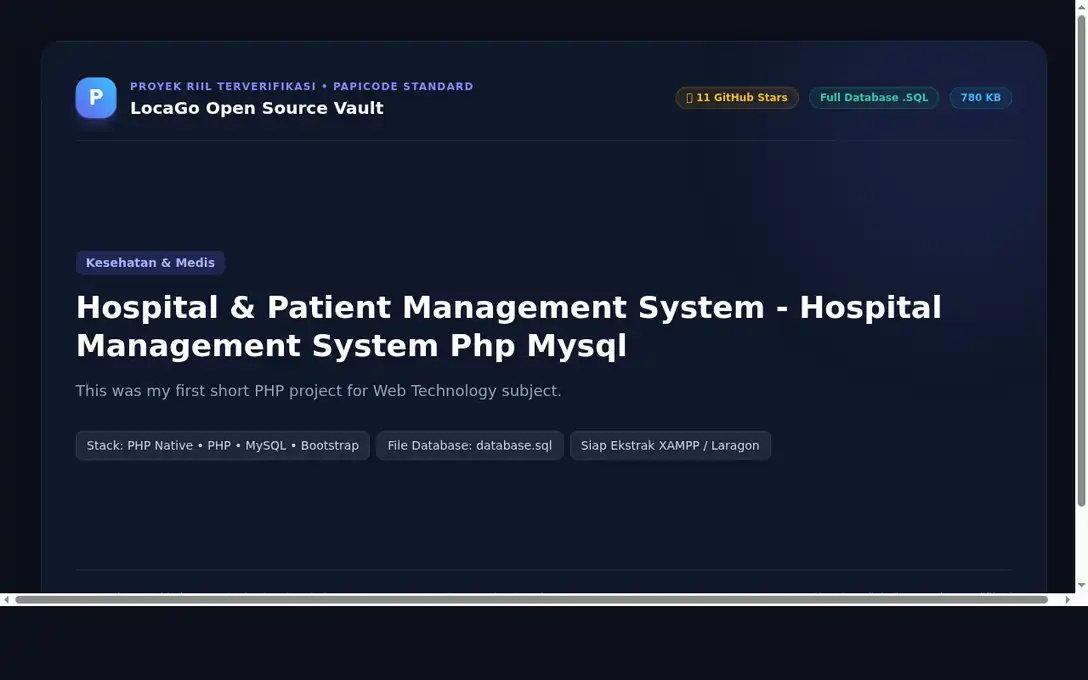 P
PROYEK RIIL TERVERIFIKASI • PAPICODE STANDARD
LocaGo Open Source Vault
11 GitHub Stars
Full Database .SQL
780 KB
Kesehatan & Medis
Hospital & Patient Management System - Hospital
Management System Php Mysql
This was my first short PHP project for Web Technology subject.
Stack: PHP Native • PHP • MySQL • Bootstrap
File Database: database.sql
Siap Ekstrak XAMPP / Laragon